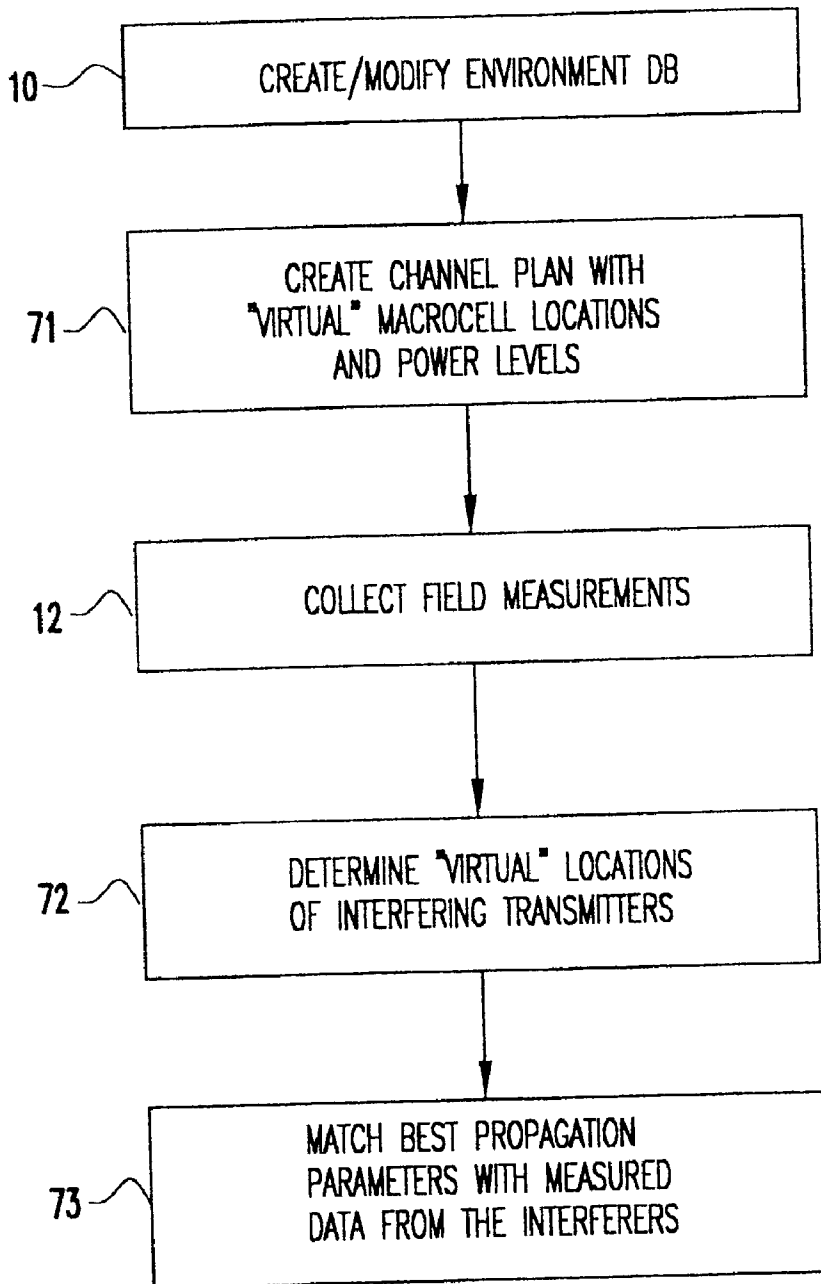 10
CREATE/MODIFY ENVIRONMENT DB
71
CREATE CHANNEL PLAN WITH
"VIRTUAL" MACROCELL LOCATIONS
AND POWER LEVELS
12
COLLECT FIELD MEASUREMENTS
72
DETERMINE "VIRTUAL" LOCATIONS
OF INTERFERING TRANSMITTERS
73
MATCH BEST PROPAGATION
PARAMETERS WITH MEASURED
DATA FROM THE INTERFERERS